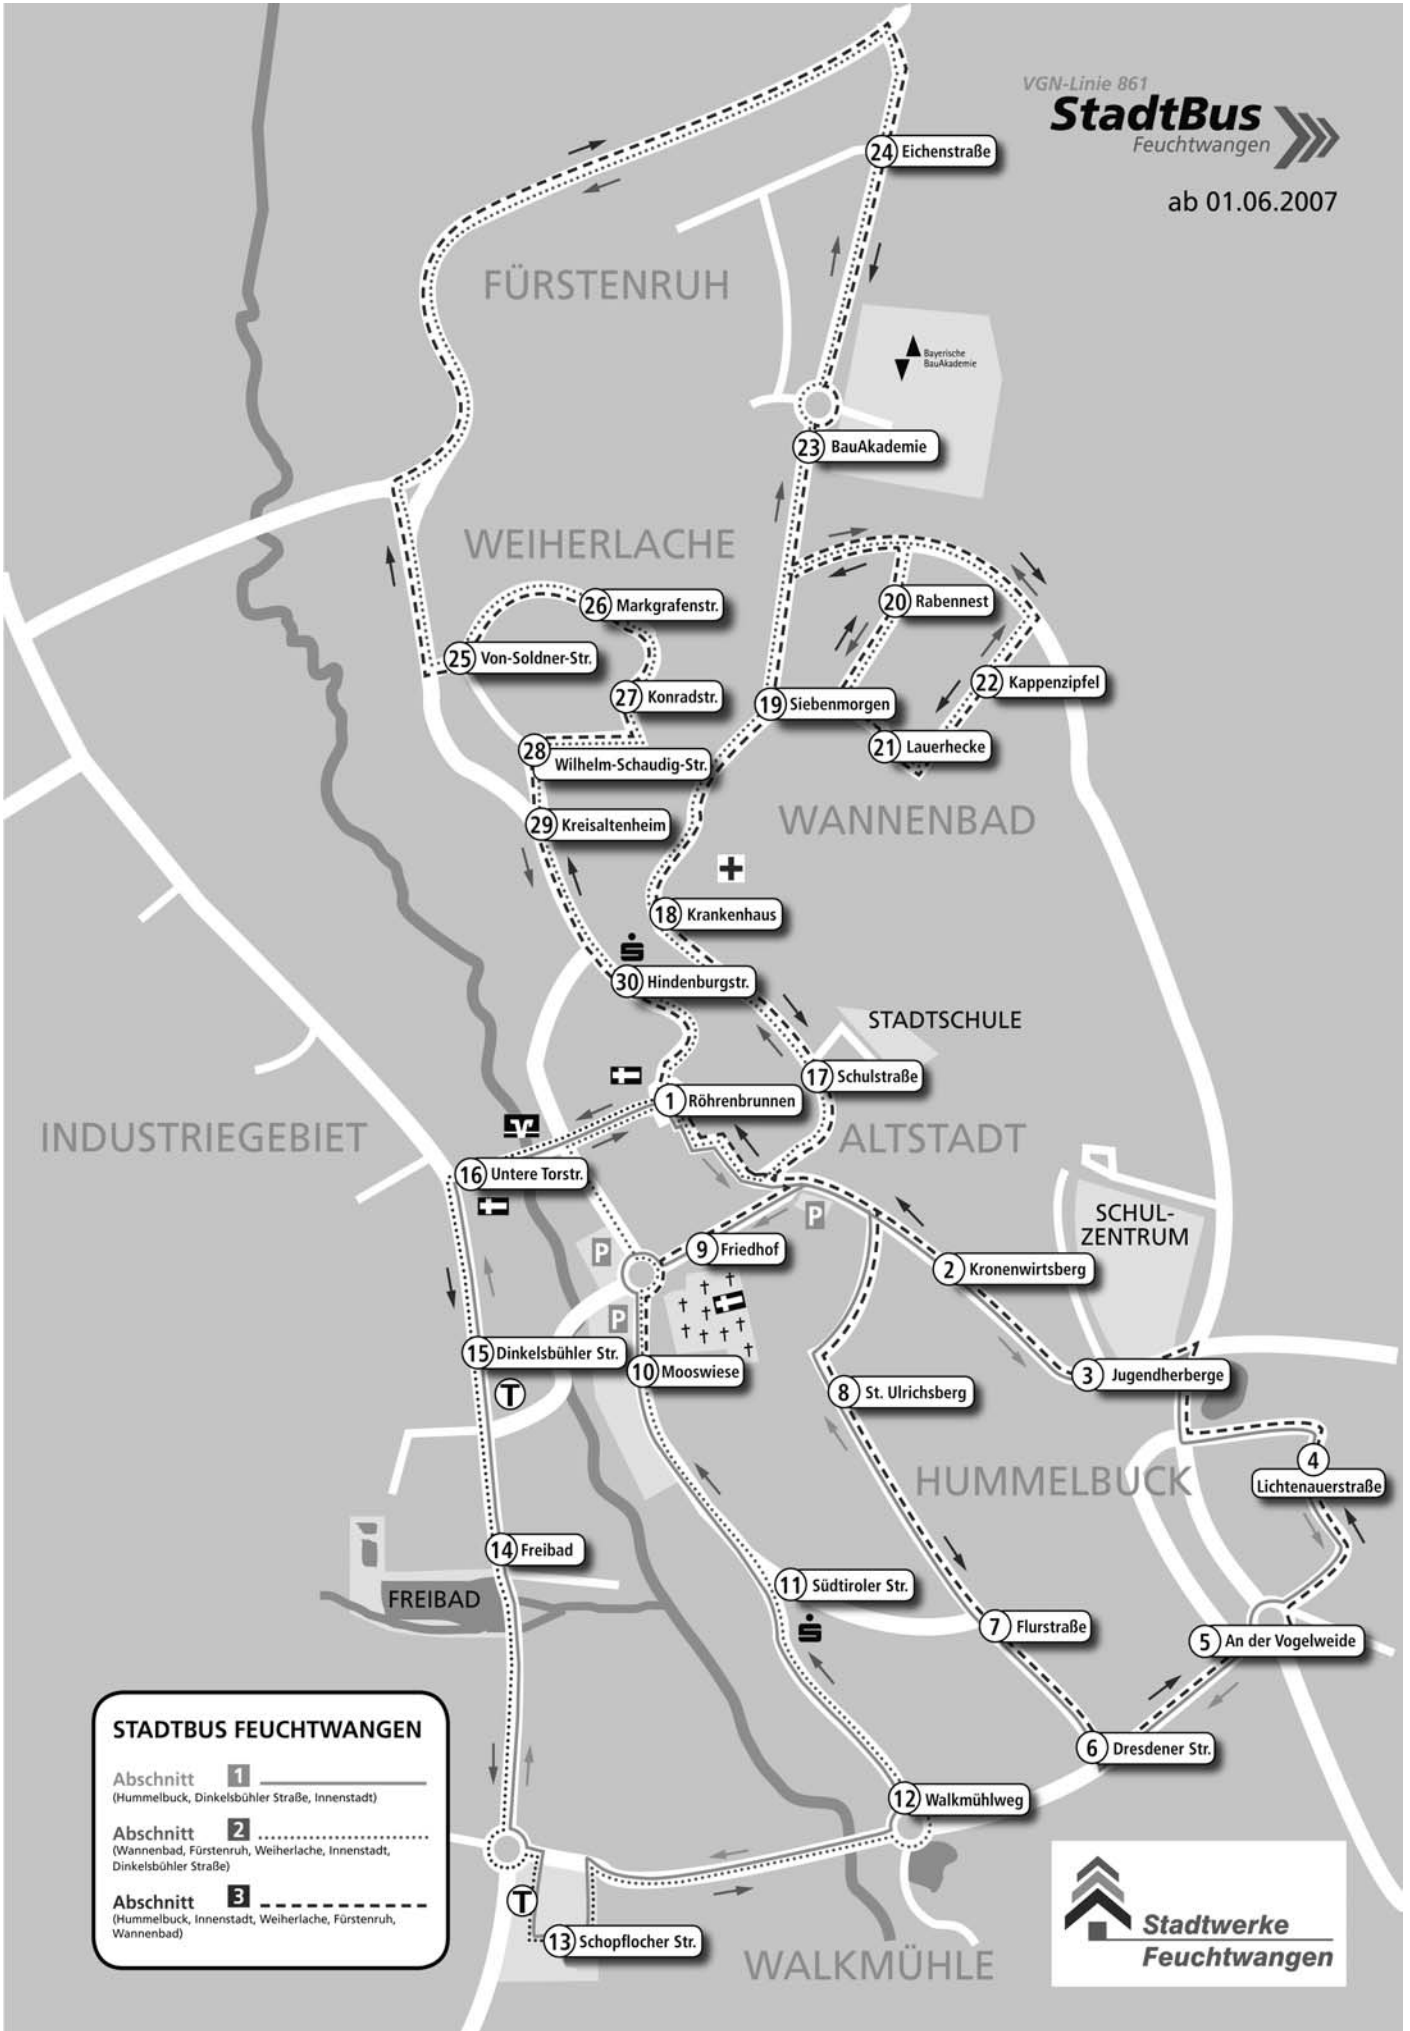 VGN-Linie 861
StadtBus
Feuchtwangen
ab 01.06.2007
24 Eichenstraße
FÜRSTENRUH
Bayerische
BauAkademie
23 BauAkademie
WEIHERLACHE
26 Markgrafenstr.
20 Rabennest
25 Von-Soldner-Str.
22 Kappenzipfel
27 Konradstr.
19 Siebenmorgen
21 Lauerhecke
28
Wilhelm-Schaudig-Str.
29 Kreisaltenheim
WANNENBAD
18 Krankenhaus
30 Hindenburgstr.
STADTSCHULE
17 Schulstraße
1 Röhrenbrunnen
INDUSTRIEGEBIET
ALTSTADT
16 Untere Torstr.
SCHUL-
ZENTRUM
P
P
9 Friedhof
2 Kronenwirtsberg
P
15 Dinkelsbühler Str.
10 Mooswiese
3 Jugendherberge
T
8 St. Ulrichsberg
4
Lichtenauerstraße
HUMMELBUCK
14 Freibad
11 Südtiroler Str.
FREIBAD
7 Flurstraße
5 An der Vogelweide
6 Dresdener Str.
12 Walkmühlweg
T
13 Schopflocher Str.
WALKMÜHLE
STADTBUS FEUCHTWANGEN
Abschnitt 1
(Hummelbuck, Dinkelsbühler Straße, Innenstadt)
Abschnitt 2
(Wannenbad, Fürstenruh, Weiherlache, Innenstadt,
Dinkelsbühler Straße)
Abschnitt 3
(Hummelbuck, Innenstadt, Weiherlache, Fürstenruh,
Wannenbad)
Stadtwerke
Feuchtwangen